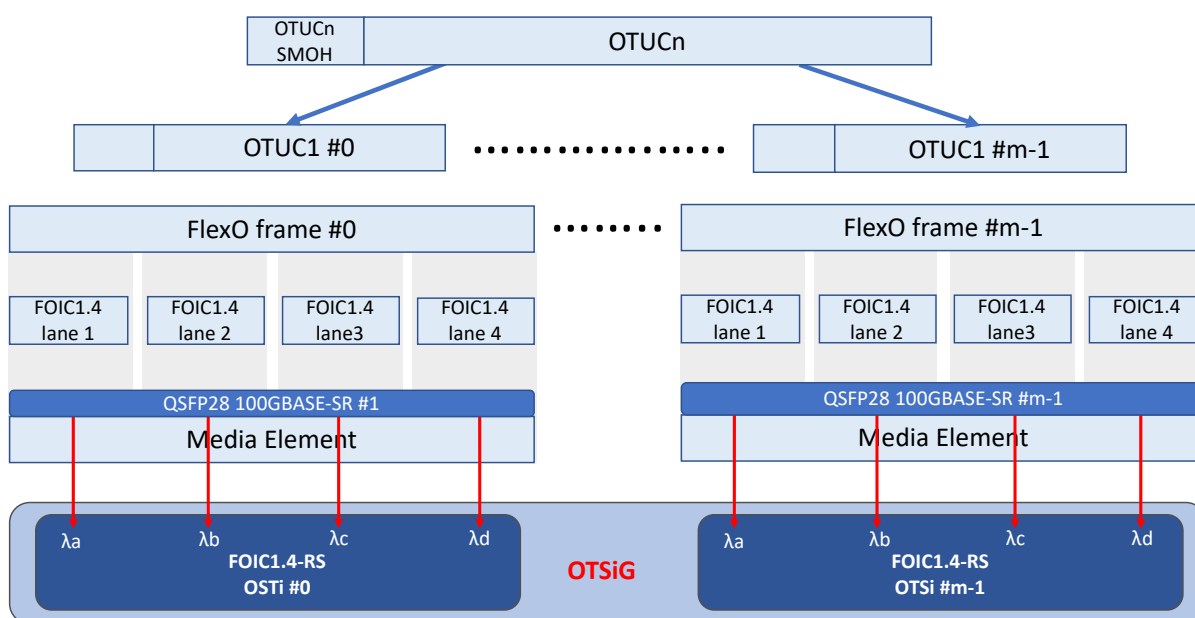 OTUCn
SMOH
OTUCn
OTUC1 #0
OTUC1 #m-1
FlexO frame #0
FlexO frame #m-1
FOIC1.4
lane 1
FOIC1.4
lane 2
FOIC1.4
lane3
FOIC1.4
lane 4
FOIC1.4
lane 1
FOIC1.4
lane 2
FOIC1.4
lane 3
FOIC1.4
lane 4
QSFP28 100GBASE-SR #1
QSFP28 100GBASE-SR #m-1
Media Element
Media Element
λa
λb
λc
λd
FOIC1.4-RS
OSTi #0
OTSiG
λa
λb
λc
λd
FOIC1.4-RS
OTSi #m-1